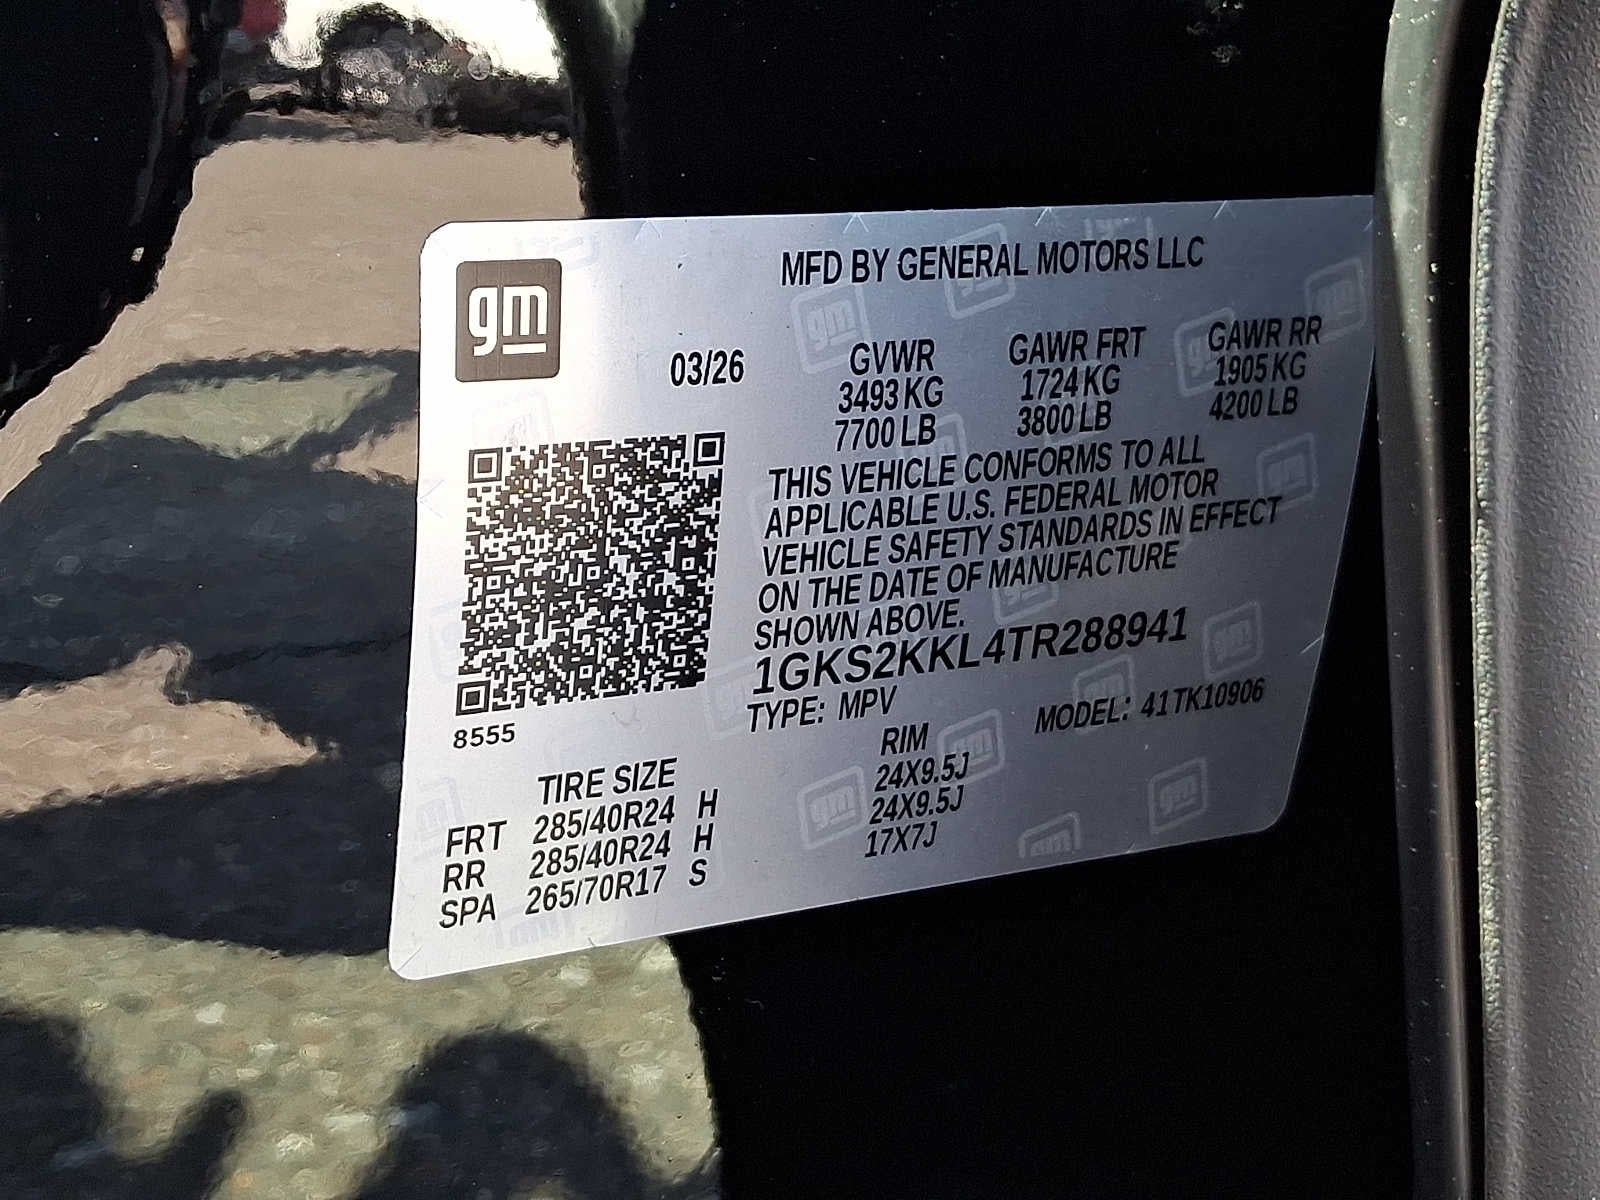 gm
MFD BY GENERAL MOTORS LLC
03/26
GVWR GAWR FRT GAWR RR
3493 KG 1724 KG 1905 KG
7700 LB 3800 LB 4200 LB
THIS VEHICLE CONFORMS TO ALL
APPLICABLE U.S. FEDERAL MOTOR
VEHICLE SAFETY STANDARDS IN EFFECT
ON THE DATE OF MANUFACTURE
SHOWN ABOVE.
1GKS2KKL4TR288941
TYPE: MPV MODEL: 41TK10906
8555
TIRE SIZE RIM
FRT 285/40R24 H 24X9.5J
RR 285/40R24 H 24X9.5J
SPA 265/70R17 S 17X7J